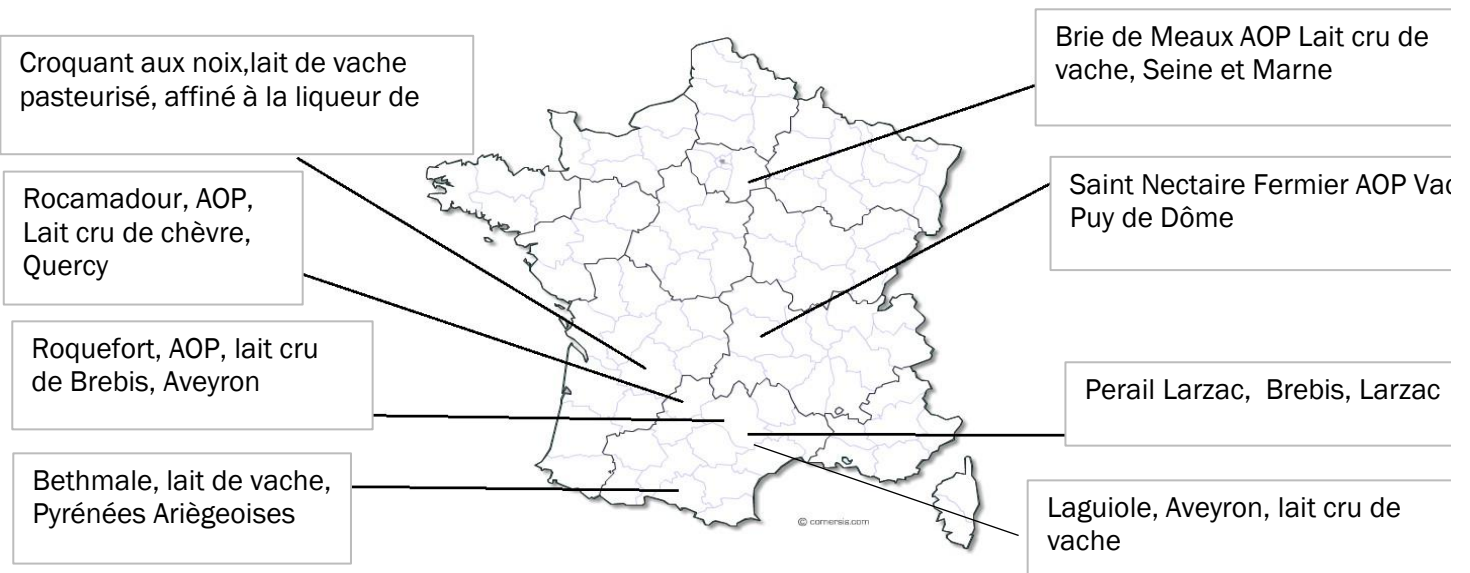 Croquant aux noix,lait de vache
pasteurisé, affiné à la liqueur de
Rocamadour, AOP,
Lait cru de chèvre,
Quercy
Roquefort, AOP, lait cru
de Brebis, Aveyron
Bethmale, lait de vache,
Pyrénées Ariègeoises
Brie de Meaux AOP Lait cru de
vache, Seine et Marne
Saint Nectaire Fermier AOP
Puy de Dôme
Perail Larzac, Brebis, Larzac
Laguiole, Aveyron, lait cru de
vache
© comersis.com